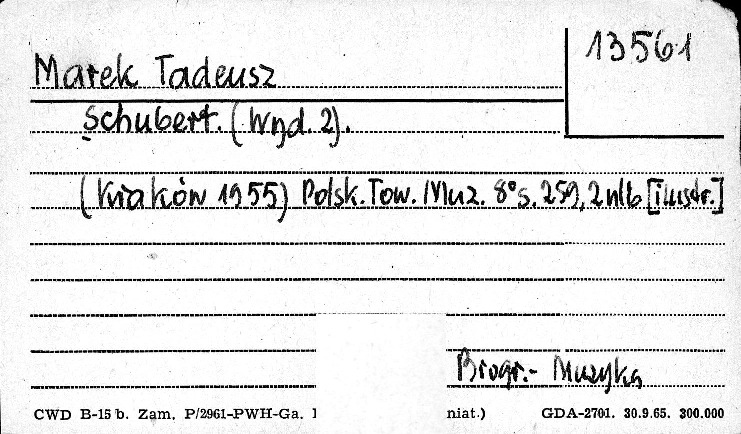 13561
Marek Tadeusz
Schubert. (Wyd. 2).
(Kraków 1955) Polsk. Tow. Muz. 8° s. 259, 2 nlb [ilustr.]
Biogr.- Muzyka
CWD B-15 b. Zam. P/2961-PWH-Ga. niat.) GDA-2701. 30.9.65. 300.000